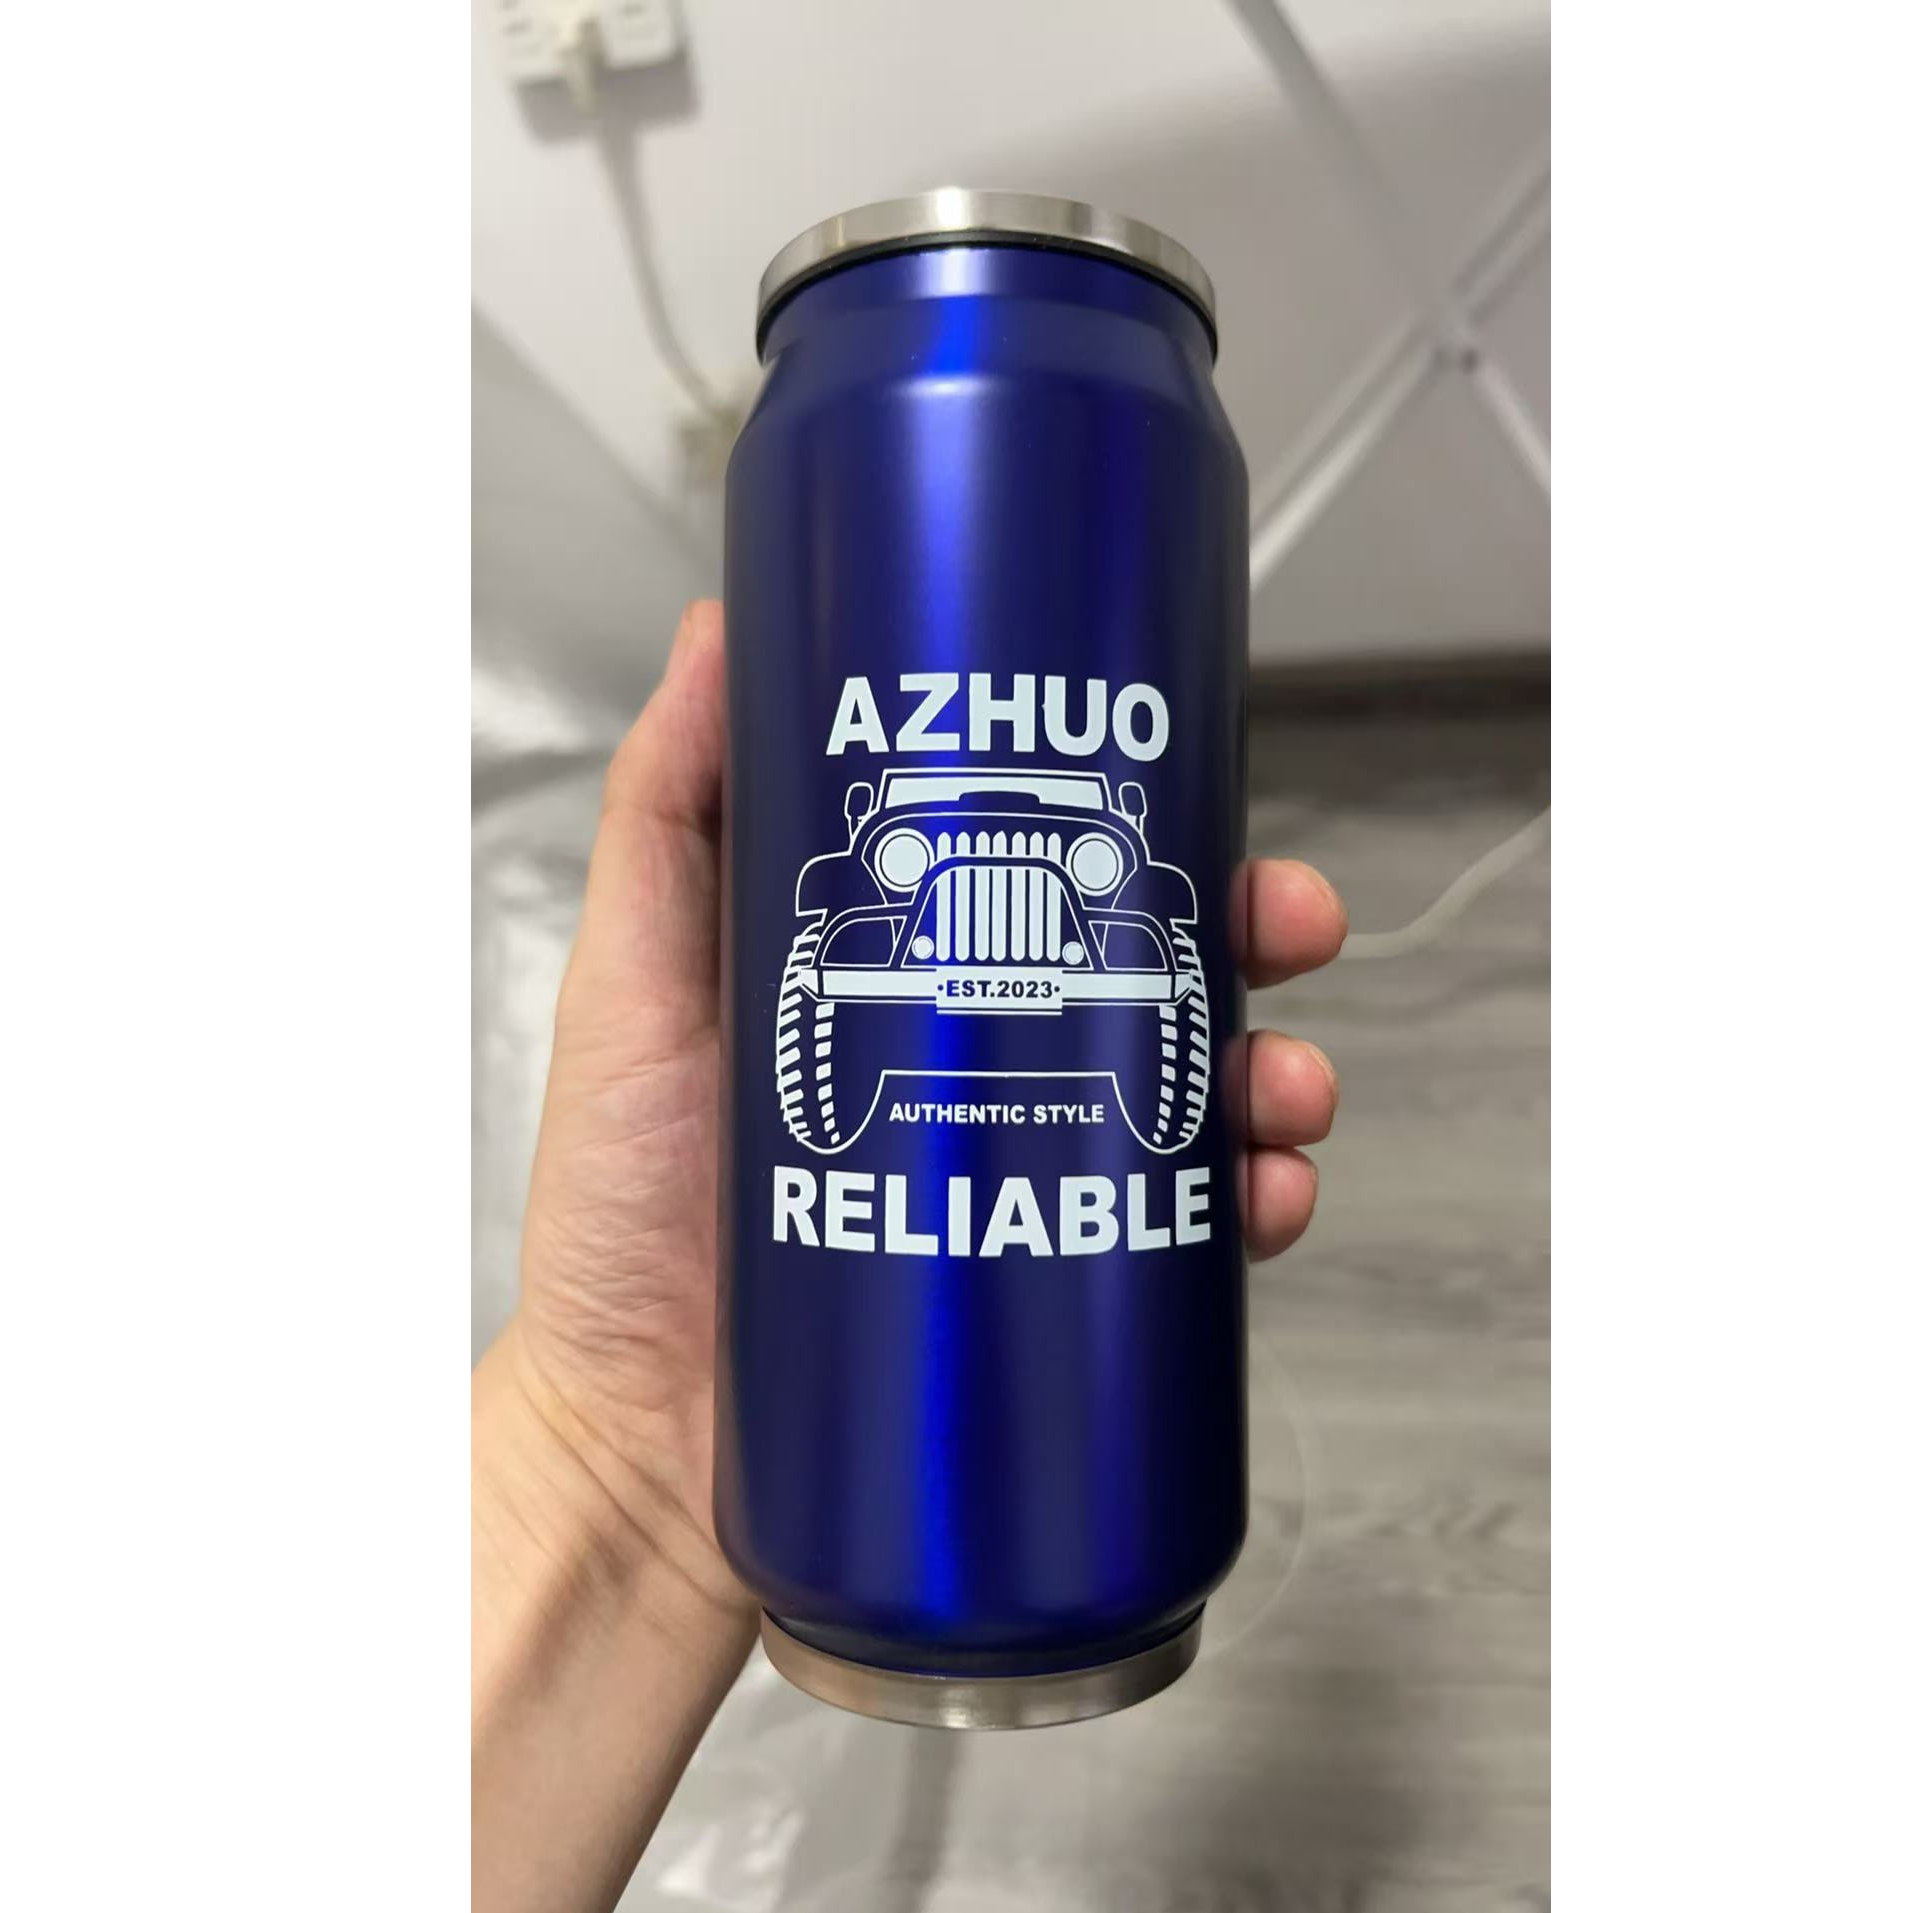 AZHUO
·EST.2023·
AUTHENTIC STYLE
RELIABLE